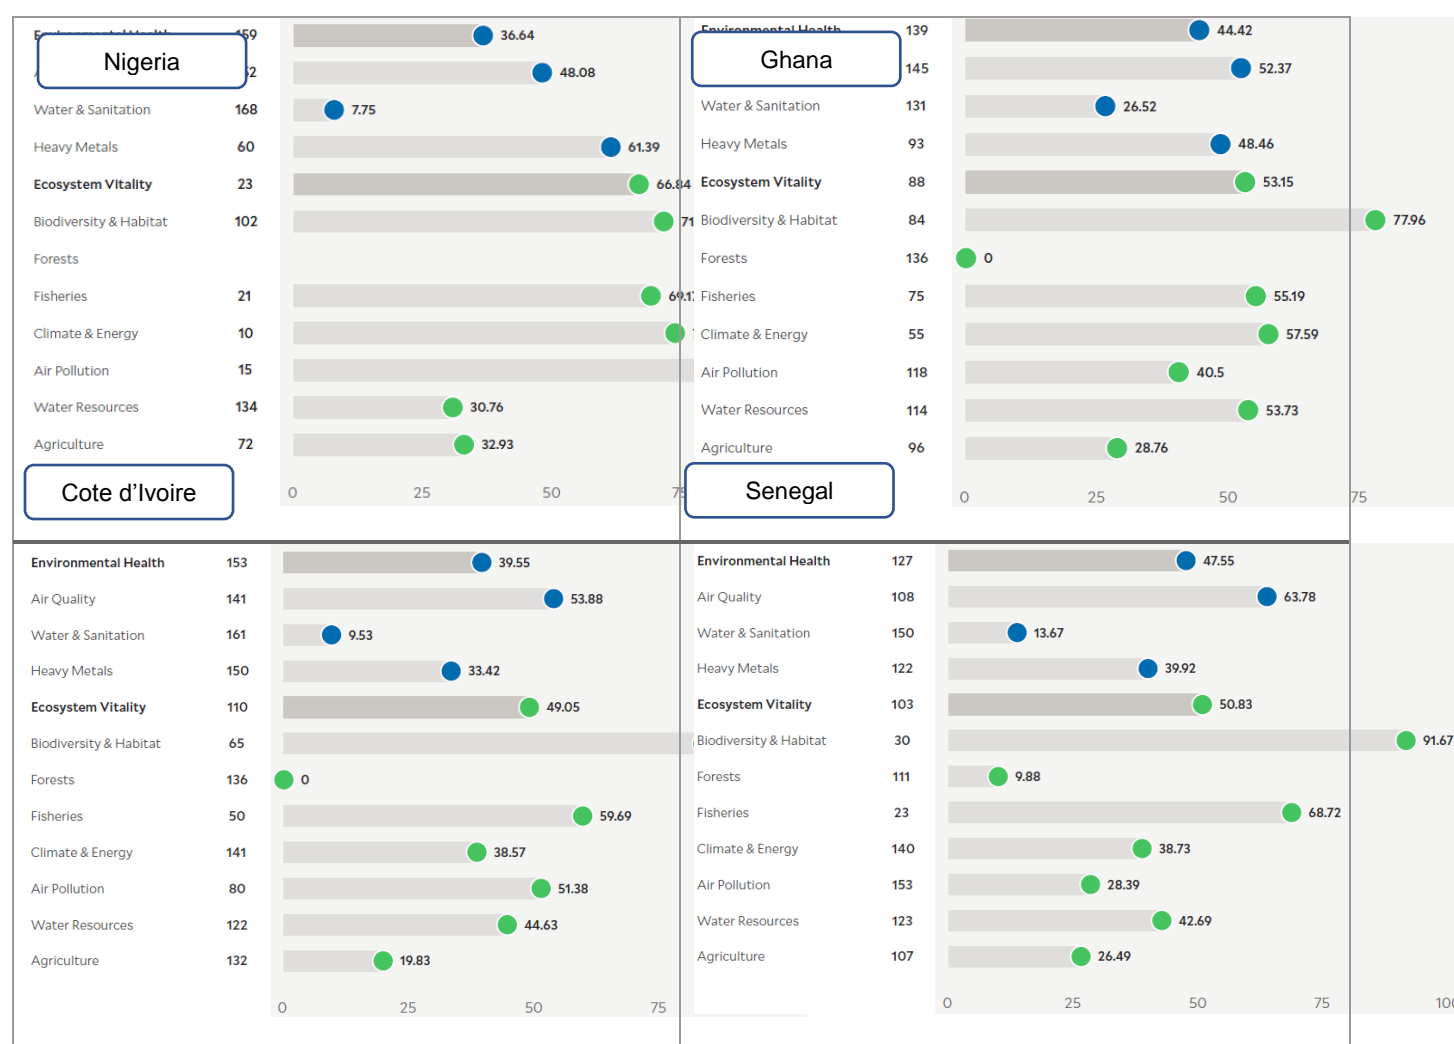 Nigeria
159 36.64
48.08
Water & Sanitation 168 7.75
Heavy Metals 60 61.39
Ecosystem Vitality 23 66.84
Biodiversity & Habitat 102 71
Forests
Fisheries 21 69.17
Climate & Energy 10
Air Pollution 15
Water Resources 134 30.76
Agriculture 72 32.93
0 25 50 75
Ghana
Environmental Health 139 44.42
145 52.37
Water & Sanitation 131 26.52
Heavy Metals 93 48.46
Ecosystem Vitality 88 53.15
Biodiversity & Habitat 84 77.96
Forests 136 0
Fisheries 75 55.19
Climate & Energy 55 57.59
Air Pollution 118 40.5
Water Resources 114 53.73
Agriculture 96 28.76
0 25 50 75
Cote d’Ivoire
Environmental Health 153 39.55
Air Quality 141 53.88
Water & Sanitation 161 9.53
Heavy Metals 150 33.42
Ecosystem Vitality 110 49.05
Biodiversity & Habitat 65
Forests 136 0
Fisheries 50 59.69
Climate & Energy 141 38.57
Air Pollution 80 51.38
Water Resources 122 44.63
Agriculture 132 19.83
0 25 50 75
Senegal
Environmental Health 127 47.55
Air Quality 108 63.78
Water & Sanitation 150 13.67
Heavy Metals 122 39.92
Ecosystem Vitality 103 50.83
Biodiversity & Habitat 30 91.67
Forests 111 9.88
Fisheries 23 68.72
Climate & Energy 140 38.73
Air Pollution 153 28.39
Water Resources 123 42.69
Agriculture 107 26.49
0 25 50 75 100